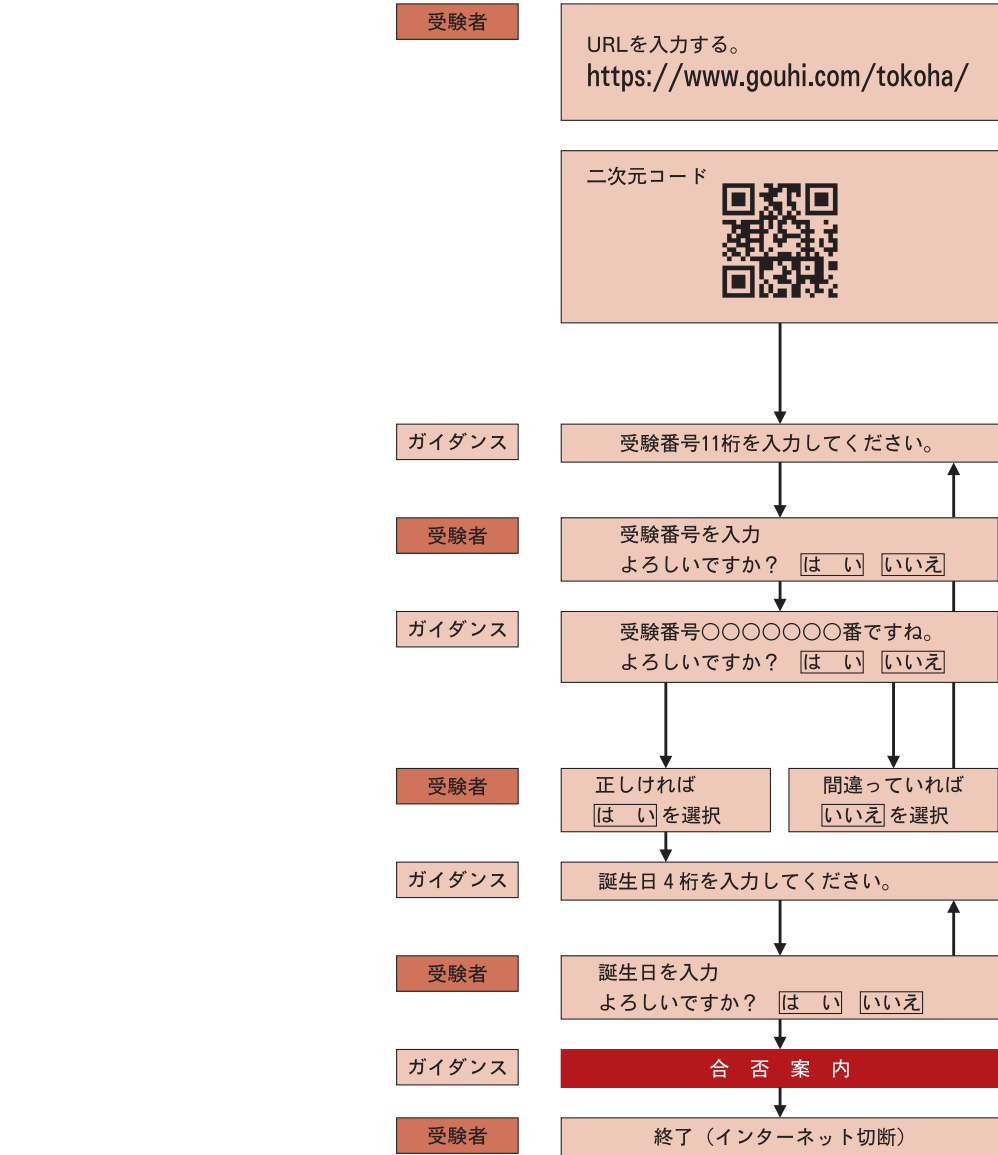 受験者
URLを入力する。
https://www.gouhi.com/tokoha/
二次元コード
ガイダンス
受験番号11桁を入力してください。
受験者
受験番号を入力
よろしいですか？ は い いいえ
ガイダンス
受験番号○○○○○○○番ですね。
よろしいですか？ は い いいえ
受験者
正しければ
は い を選択
間違っていれば
いいえ を選択
ガイダンス
誕生日4桁を入力してください。
受験者
誕生日を入力
よろしいですか？ は い いいえ
ガイダンス
合 否 案 内
受験者
終了（インターネット切断）